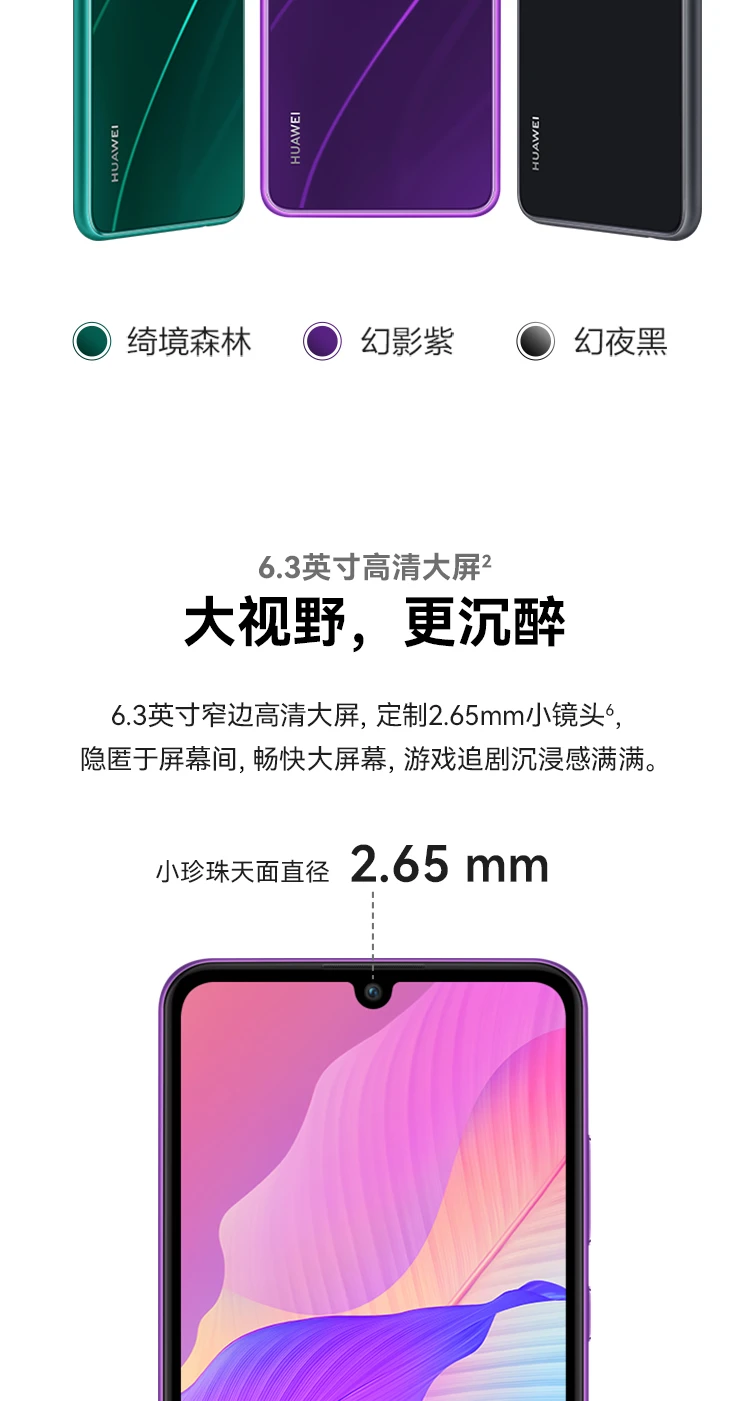 HUAWEI
HUAWEI
HUAWEI
绮境森林
幻影紫
幻夜黑
6.3英寸高清大屏²
大视野，更沉醉
6.3英寸窄边高清大屏, 定制2.65mm小镜头⁶,
隐匿于屏幕间, 畅快大屏幕, 游戏追剧沉浸感满满。
小珍珠天面直径 2.65 mm